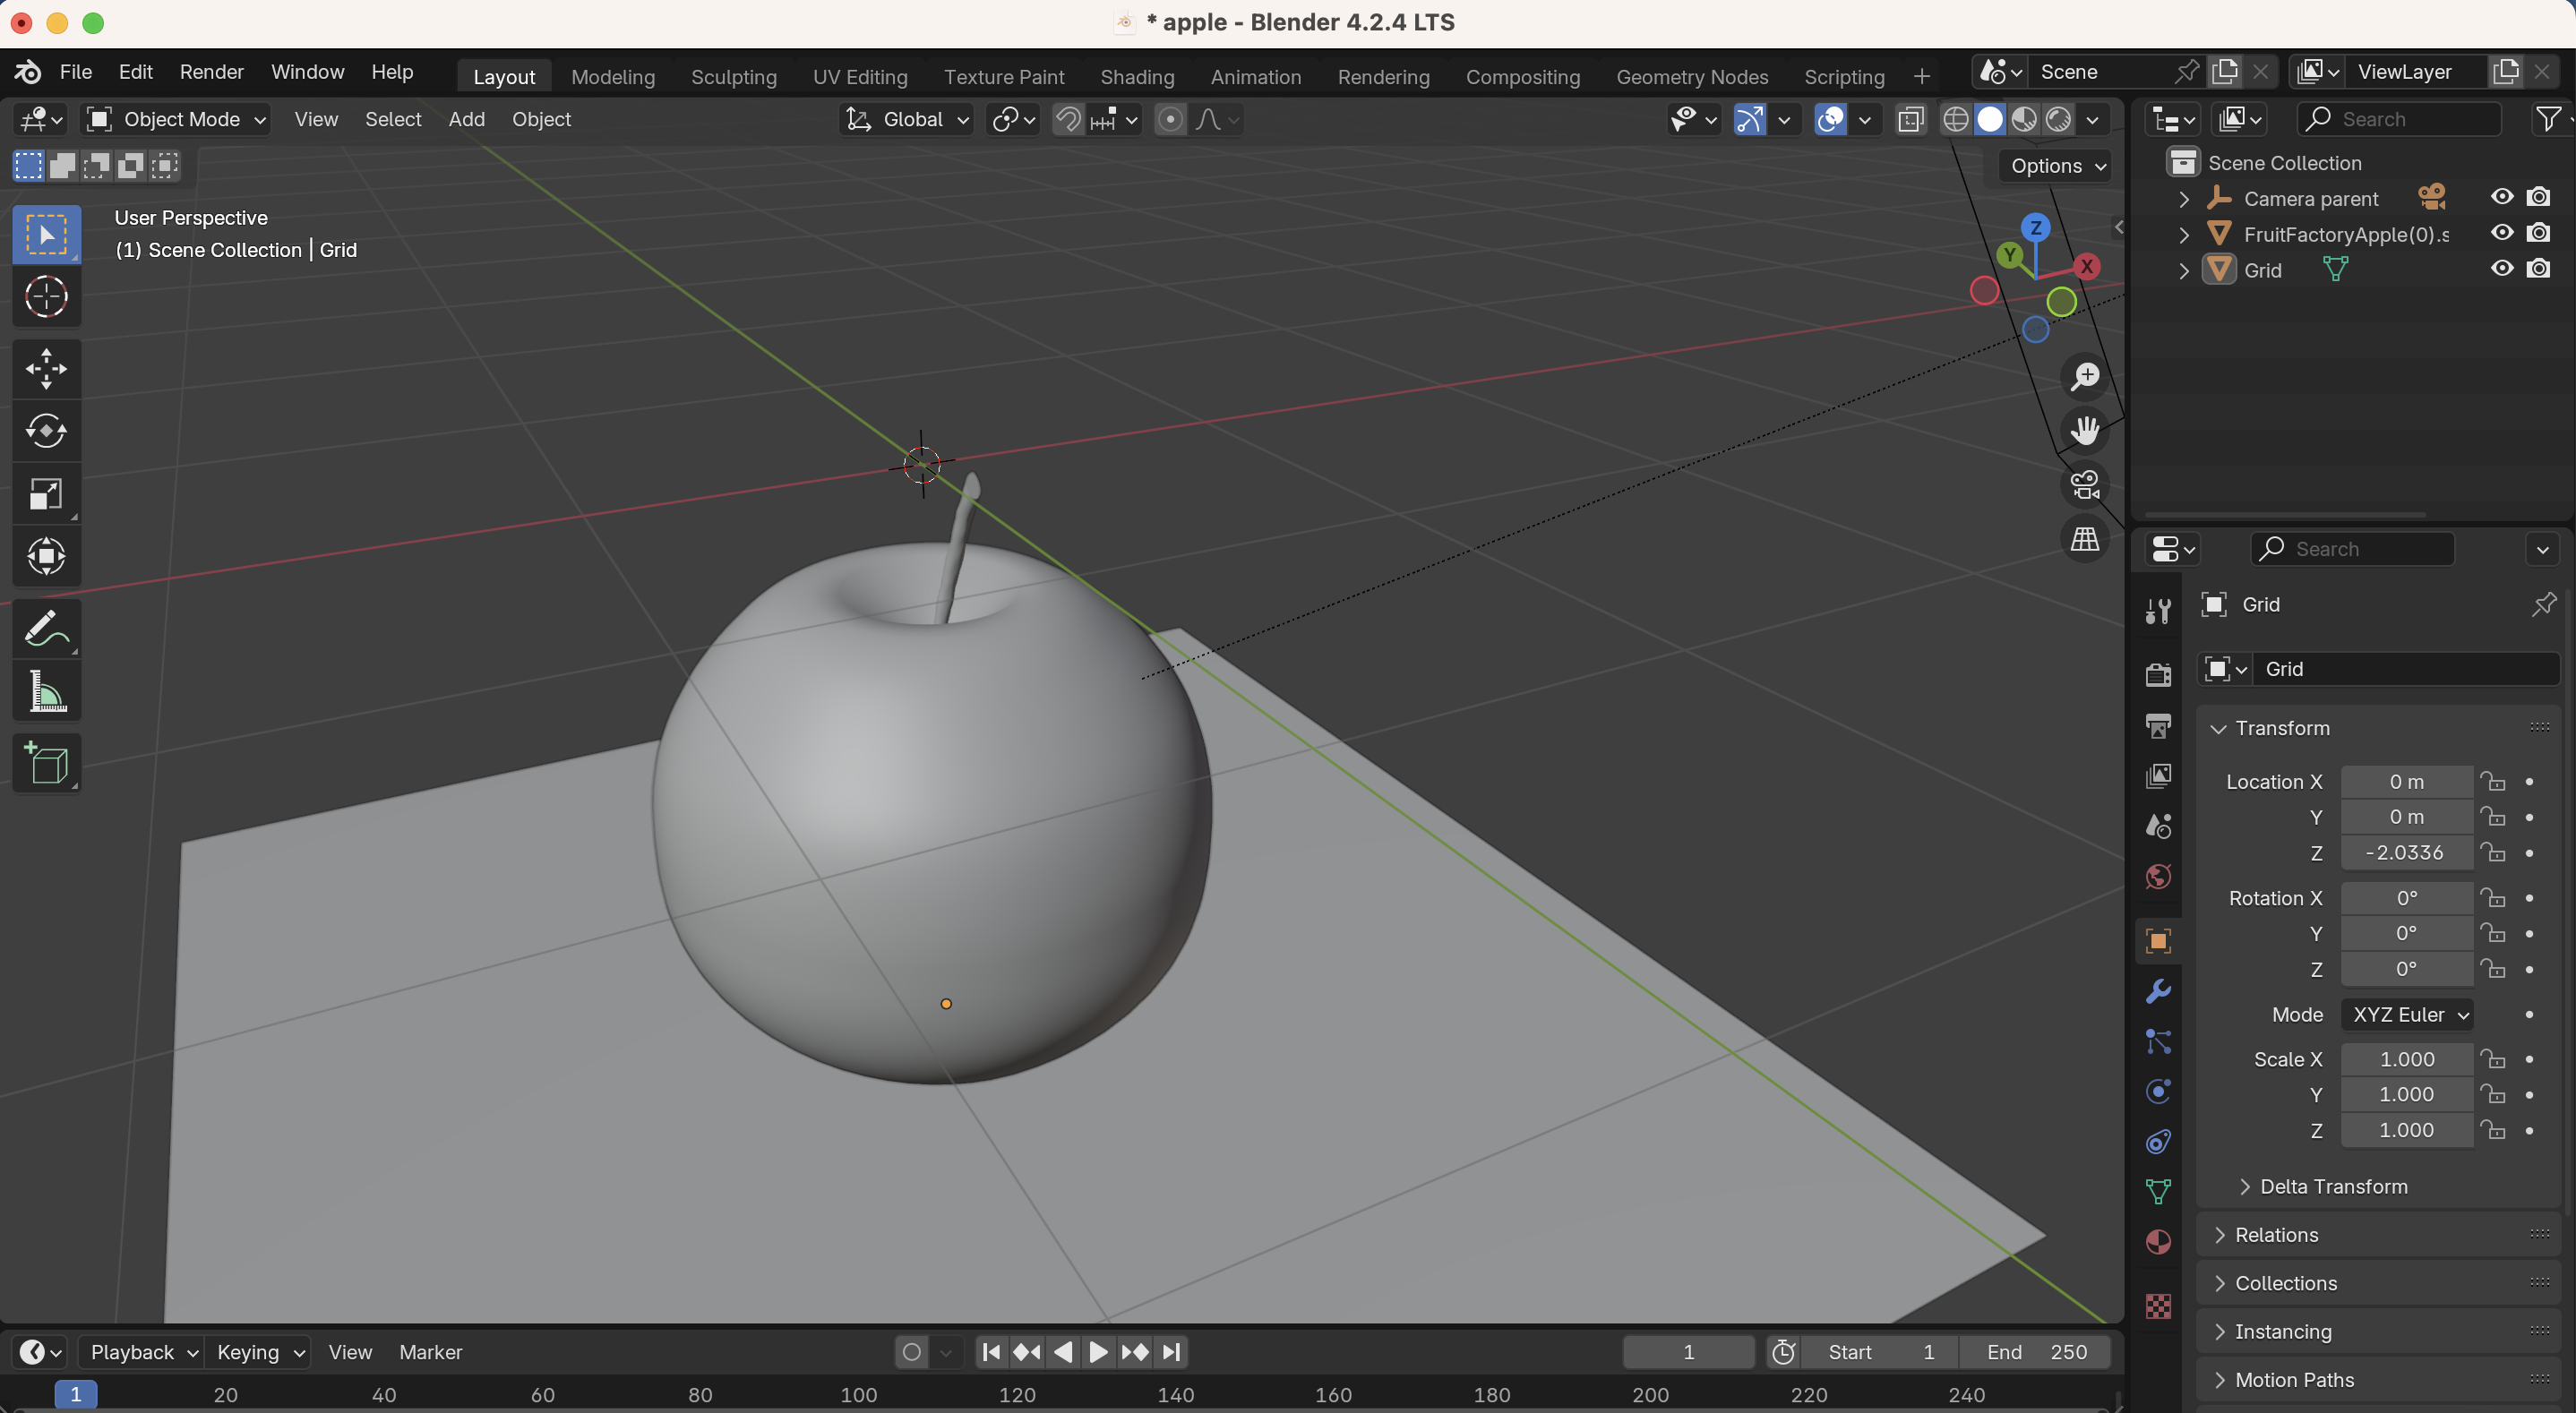 * apple - Blender 4.2.4 LTS
File Edit Render Window Help Layout Modeling Sculpting UV Editing Texture Paint Shading Animation Rendering Compositing Geometry Nodes Scripting + Scene ViewLayer
Object Mode View Select Add Object Global
Options
User Perspective
(1) Scene Collection | Grid
Z
Y
X
Search
Scene Collection
Camera parent
FruitFactoryApple(0).s
Grid
Search
Grid
Grid
Transform
Location X 0 m
Y 0 m
Z -2.0336
Rotation X 0°
Y 0°
Z 0°
Mode XYZ Euler
Scale X 1.000
Y 1.000
Z 1.000
Delta Transform
Relations
Collections
Instancing
Motion Paths
Playback Keying View Marker 1 Start 1 End 250
1 20 40 60 80 100 120 140 160 180 200 220 240